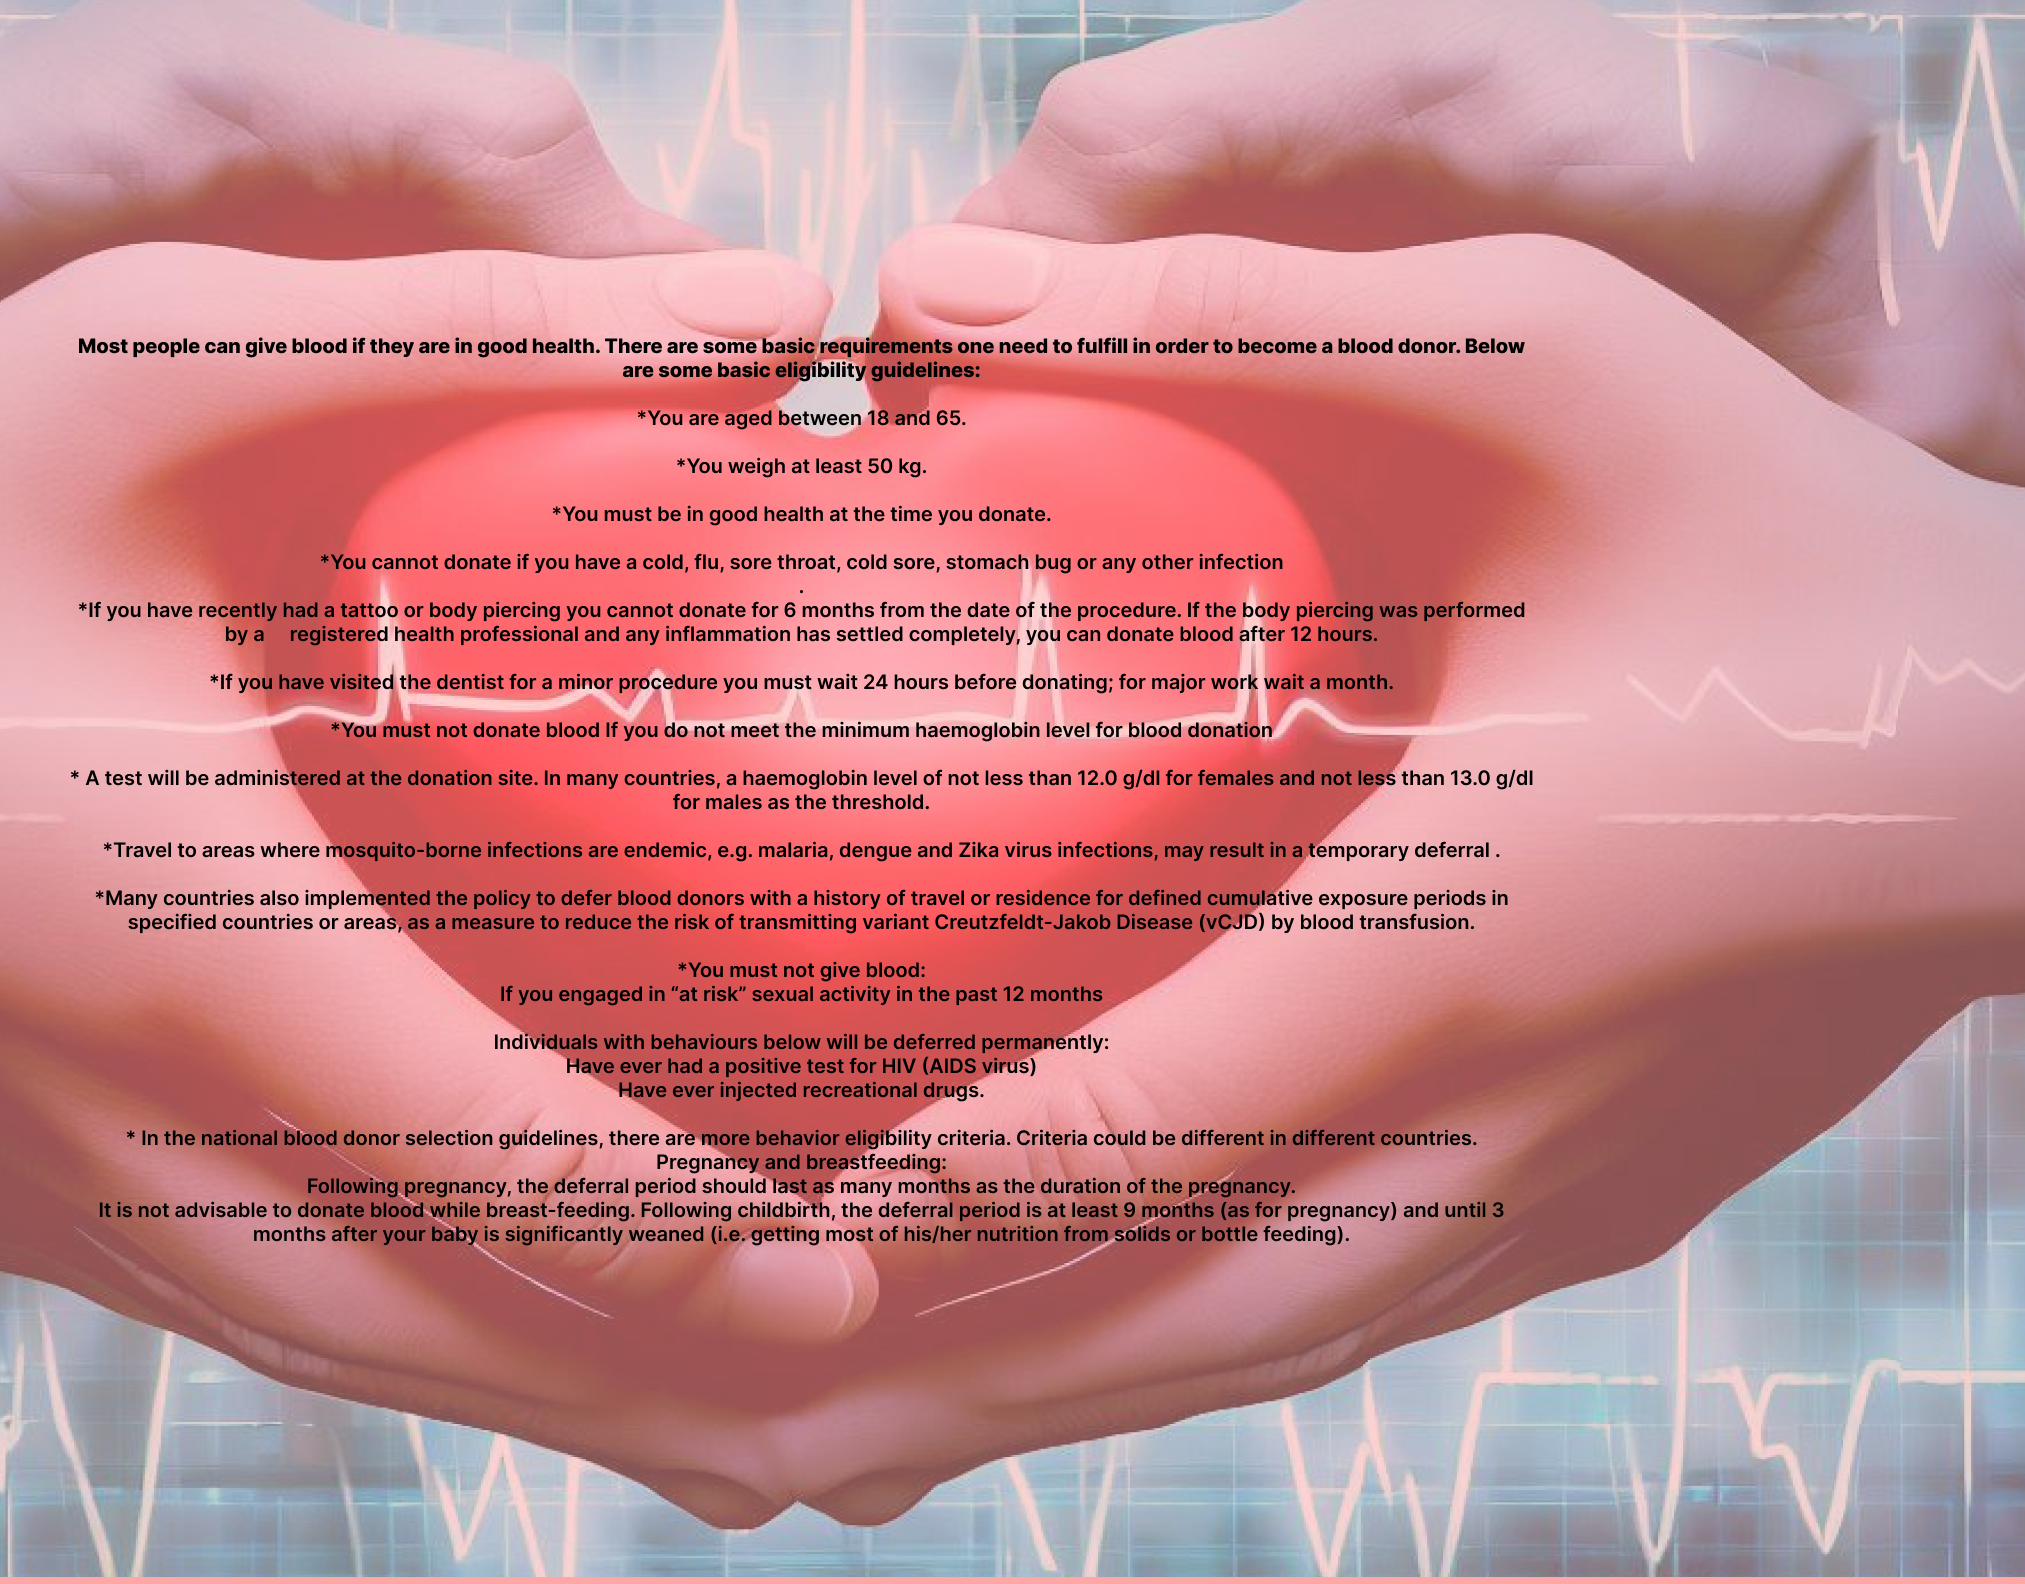 Most people can give blood if they are in good health. There are some basic requirements one need to fulfill in order to become a blood donor. Below
are some basic eligibility guidelines:
*You are aged between 18 and 65.
*You weigh at least 50 kg.
*You must be in good health at the time you donate.
*You cannot donate if you have a cold, flu, sore throat, cold sore, stomach bug or any other infection
.
*If you have recently had a tattoo or body piercing you cannot donate for 6 months from the date of the procedure. If the body piercing was performed
by a    registered health professional and any inflammation has settled completely, you can donate blood after 12 hours.
*If you have visited the dentist for a minor procedure you must wait 24 hours before donating; for major work wait a month.
*You must not donate blood If you do not meet the minimum haemoglobin level for blood donation
* A test will be administered at the donation site. In many countries, a haemoglobin level of not less than 12.0 g/dl for females and not less than 13.0 g/dl
for males as the threshold.
*Travel to areas where mosquito-borne infections are endemic, e.g. malaria, dengue and Zika virus infections, may result in a temporary deferral .
*Many countries also implemented the policy to defer blood donors with a history of travel or residence for defined cumulative exposure periods in
specified countries or areas, as a measure to reduce the risk of transmitting variant Creutzfeldt-Jakob Disease (vCJD) by blood transfusion.
*You must not give blood:
If you engaged in “at risk” sexual activity in the past 12 months
Individuals with behaviours below will be deferred permanently:
Have ever had a positive test for HIV (AIDS virus)
Have ever injected recreational drugs.
* In the national blood donor selection guidelines, there are more behavior eligibility criteria. Criteria could be different in different countries.
Pregnancy and breastfeeding:
Following pregnancy, the deferral period should last as many months as the duration of the pregnancy.
It is not advisable to donate blood while breast-feeding. Following childbirth, the deferral period is at least 9 months (as for pregnancy) and until 3
months after your baby is significantly weaned (i.e. getting most of his/her nutrition from solids or bottle feeding).